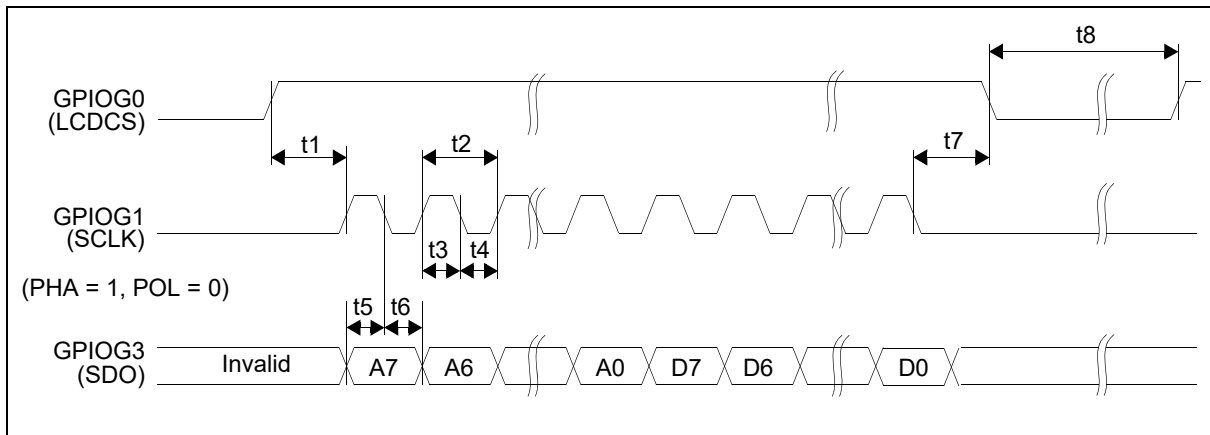 t8
GPIOG0
(LCDCS)
t1
t2
t7
GPIOG1
(SCLK)
t3
t4
(PHA = 1, POL = 0)
t5
t6
GPIOG3
(SDO)
Invalid
A7
A6
A0
D7
D6
D0